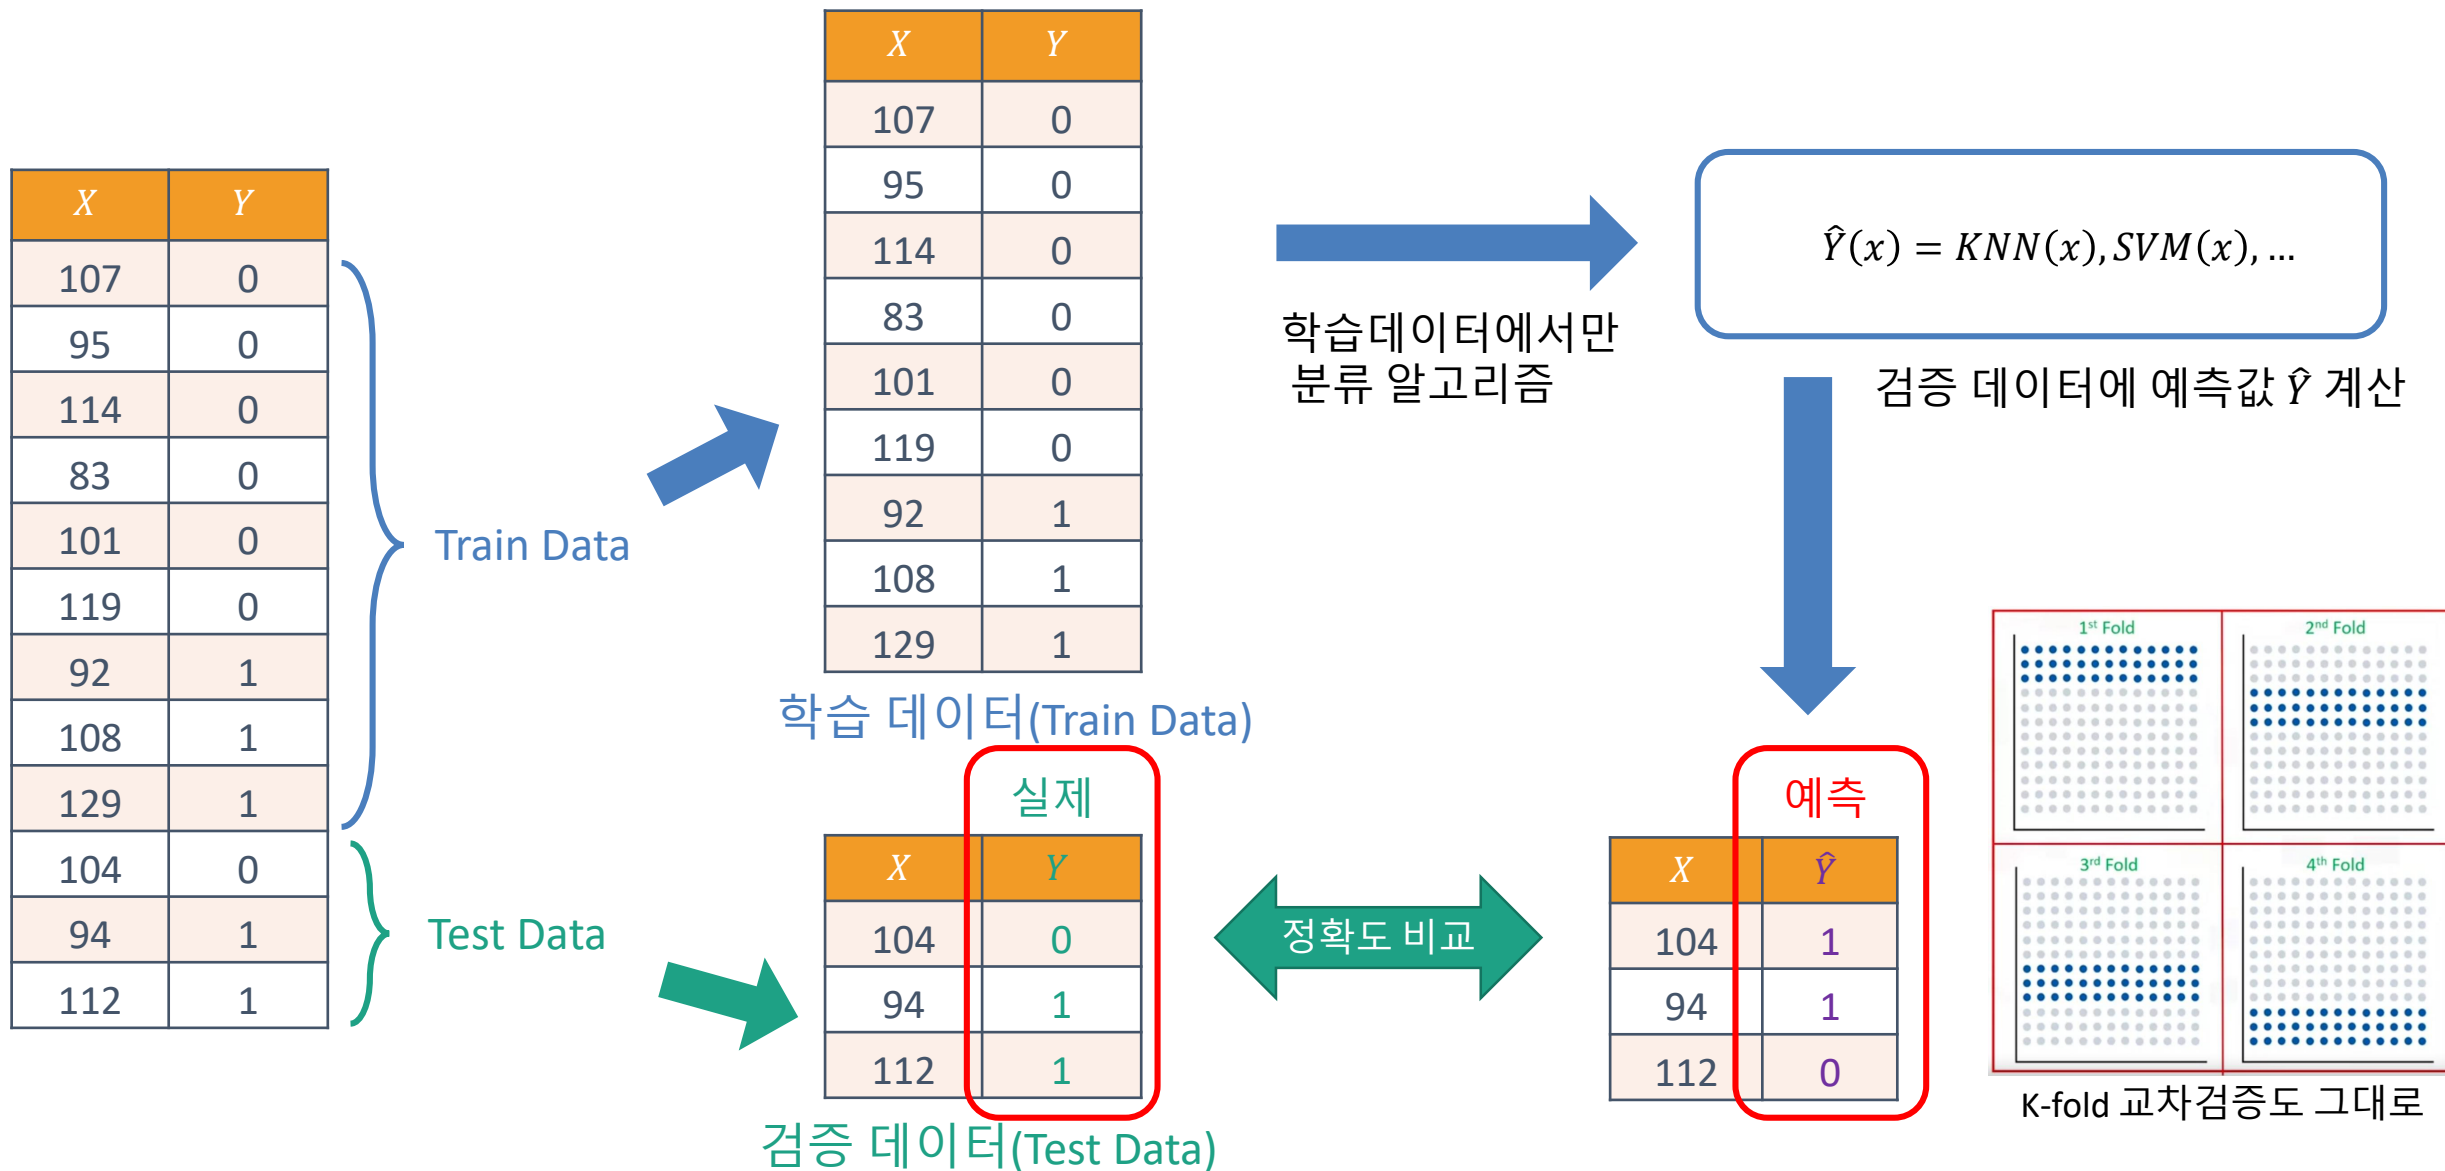 X Y
107 0
95 0
114 0
83 0
101 0
119 0
92 1
108 1
129 1
104 0
94 1
112 1
Train Data
Test Data
X Y
107 0
95 0
114 0
83 0
101 0
119 0
92 1
108 1
129 1
학습 데이터(Train Data)
학습데이터에서만
분류 알고리즘
Ŷ(x) = KNN(x), SVM(x), …
검증 데이터에 예측값 Ŷ 계산
실제
X Y
104 0
94 1
112 1
검증 데이터(Test Data)
정확도 비교
예측
X Ŷ
104 1
94 1
112 0
1st Fold
2nd Fold
3rd Fold
4th Fold
K-fold 교차검증도 그대로